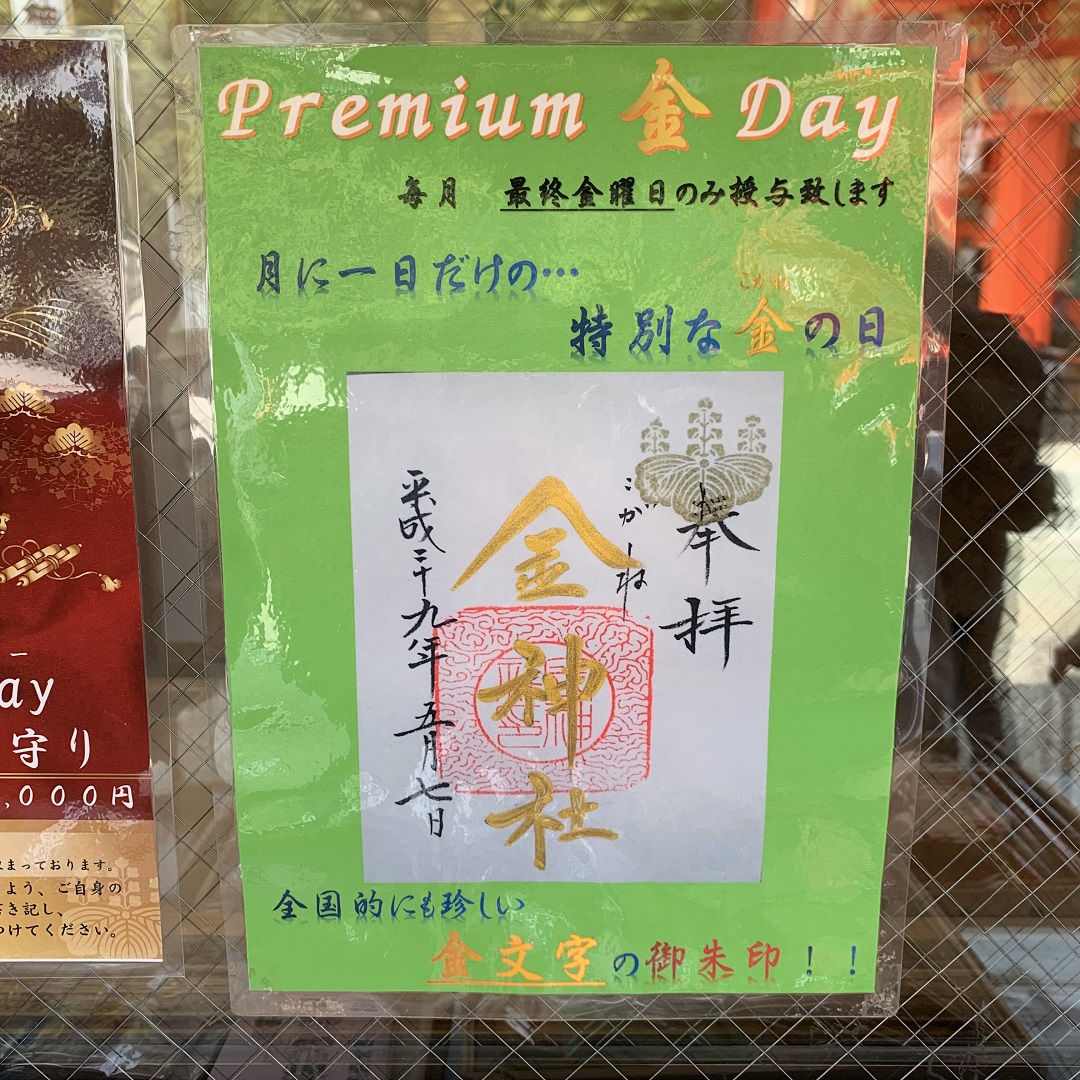 Premium 金 Day
毎月 最終金曜日のみ授与致します
月に一日だけの…
こがね
特別な金の日
奉拝
こがね
金神社
平成二十九年五月七日
全国的にも珍しい
金文字の御朱印！！
ー
ay
守り
,０００円
まっております。
よう、ご自身の
き記し、
つけてください。